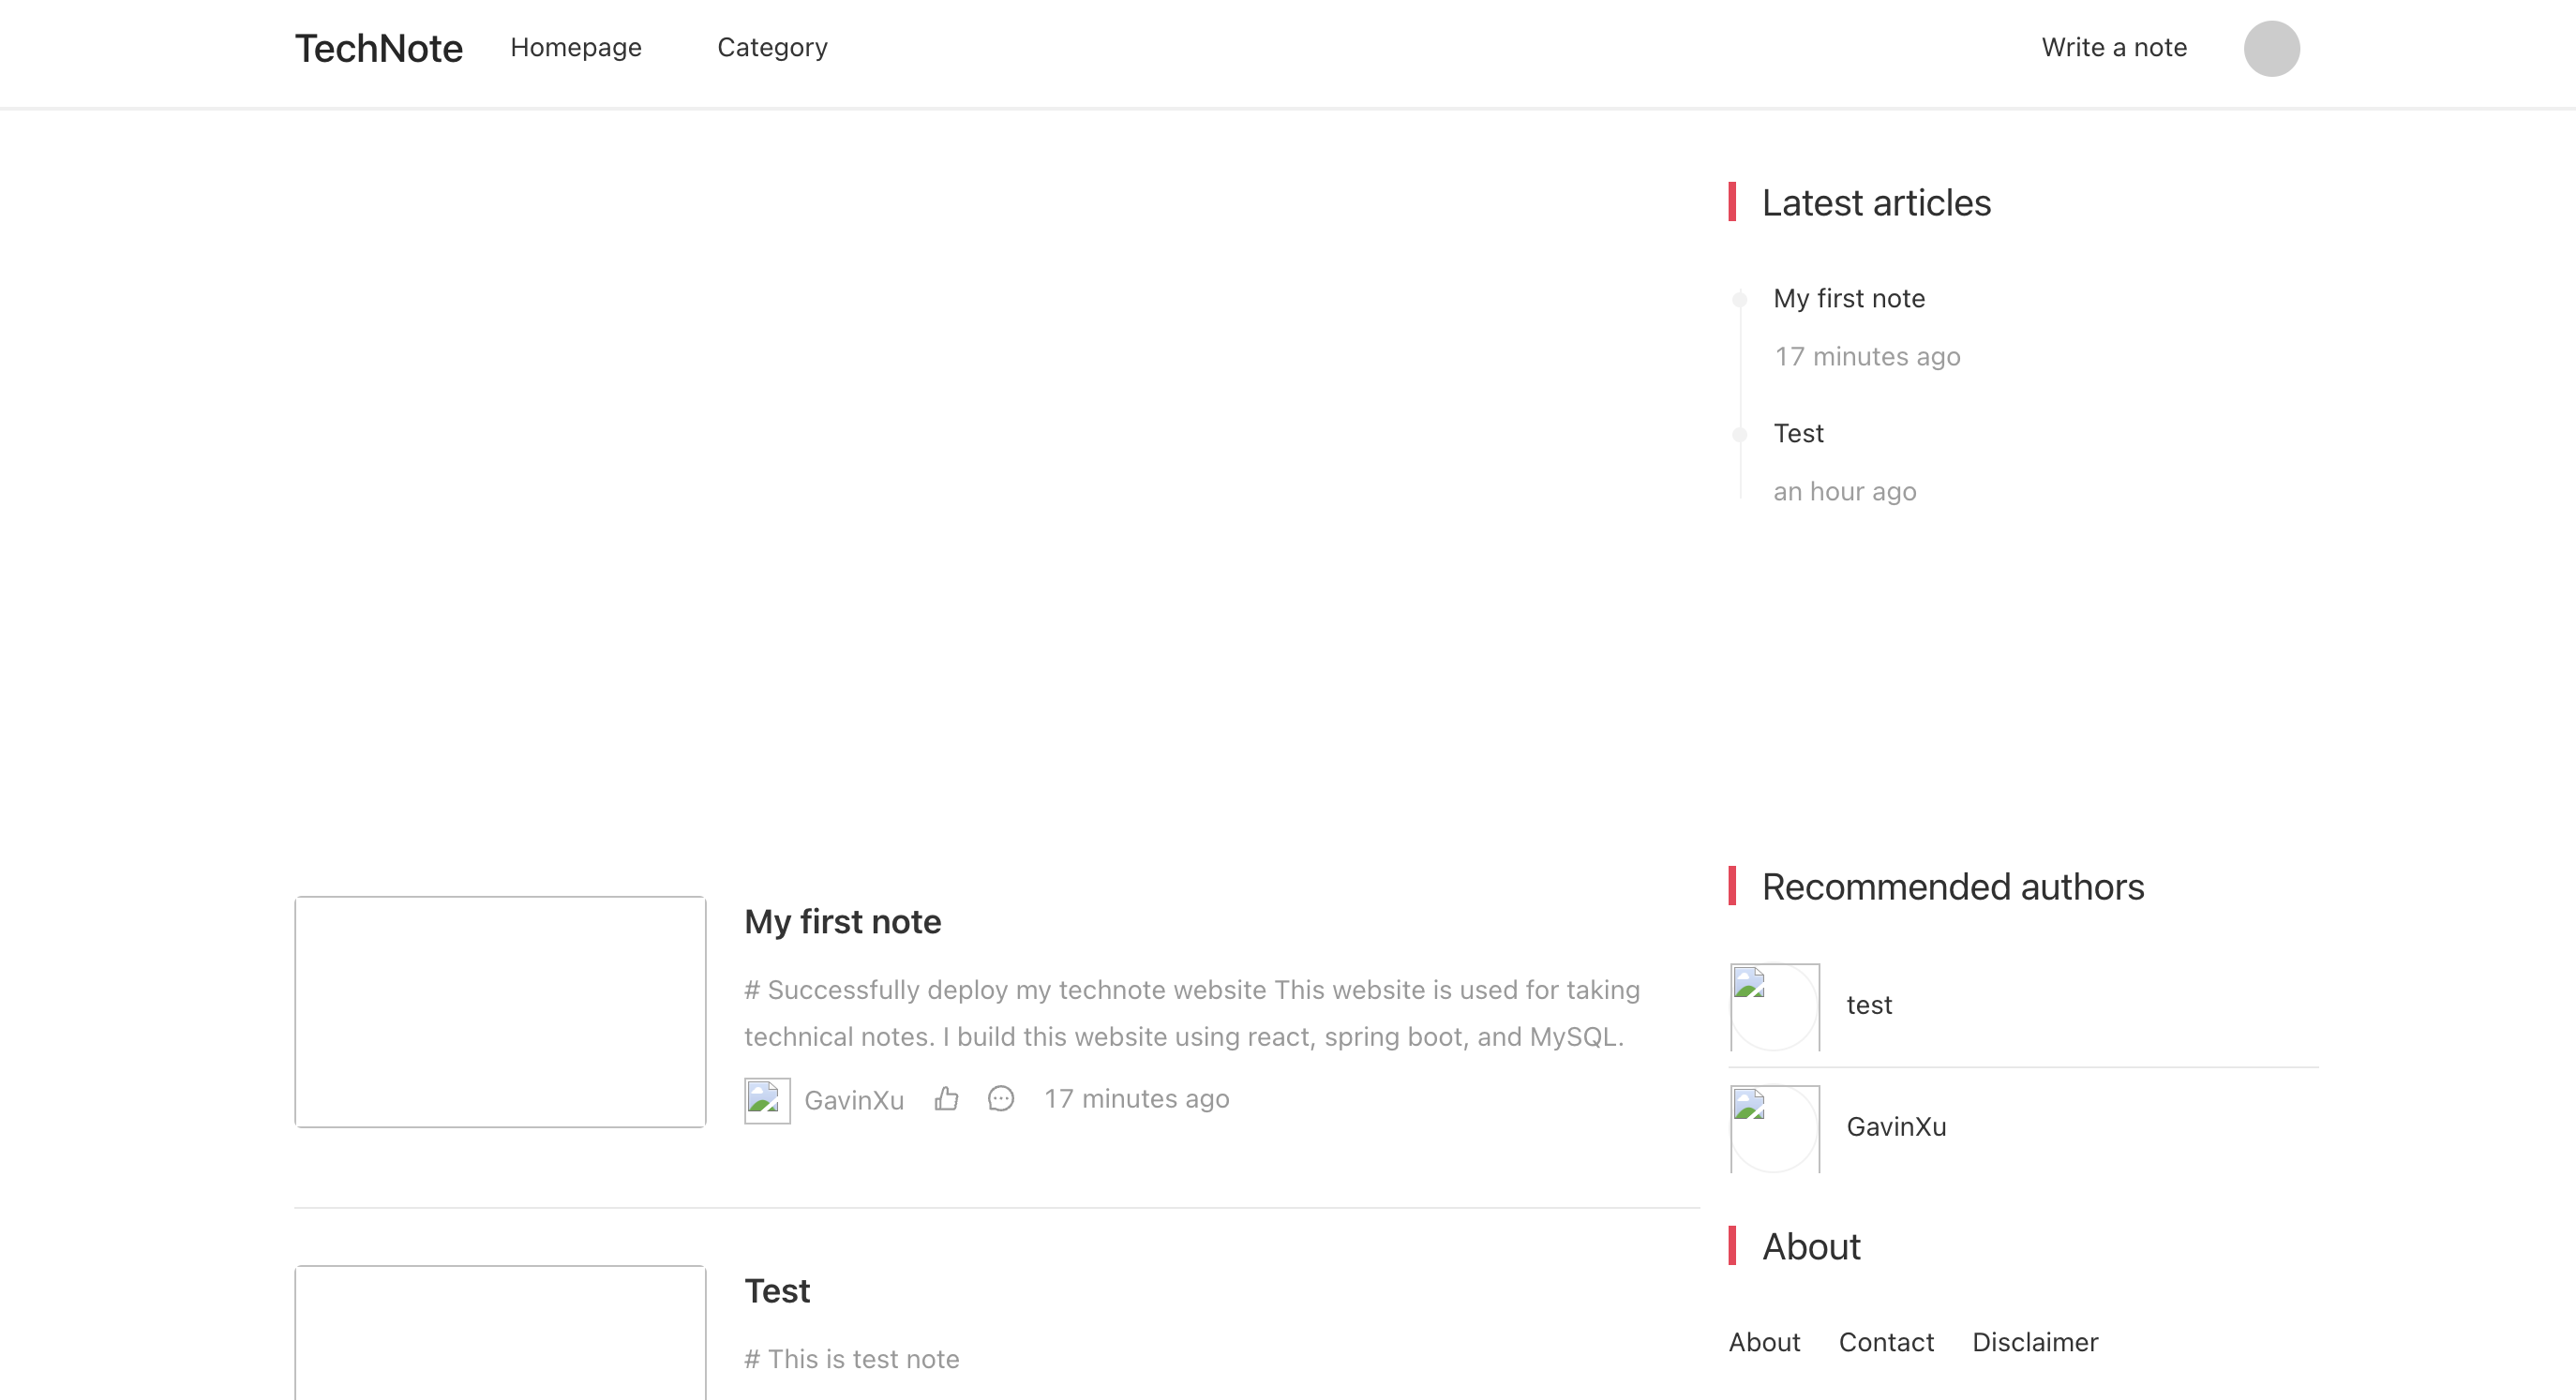 TechNote Homepage Category Write a note
Latest articles
My first note
17 minutes ago
Test
an hour ago
My first note
# Successfully deploy my technote website This website is used for taking
technical notes. I build this website using react, spring boot, and MySQL.
GavinXu 17 minutes ago
Test
# This is test note
Recommended authors
test
GavinXu
About
About Contact Disclaimer